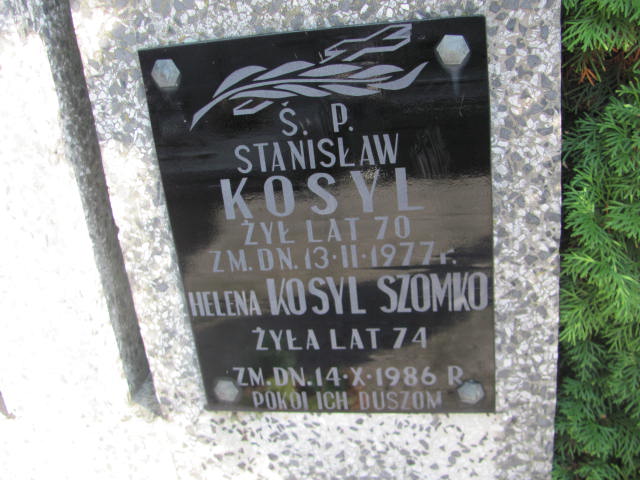 Ś. P.
STANISŁAW
KOSYL
ŻYŁ LAT 70
ZM. DN. 13·II·1977 r.
HELENA KOSYL SZOMKO
ŻYŁA LAT 74
ZM. DN. 14·X·1986 R
POKÓJ ICH DUSZOM